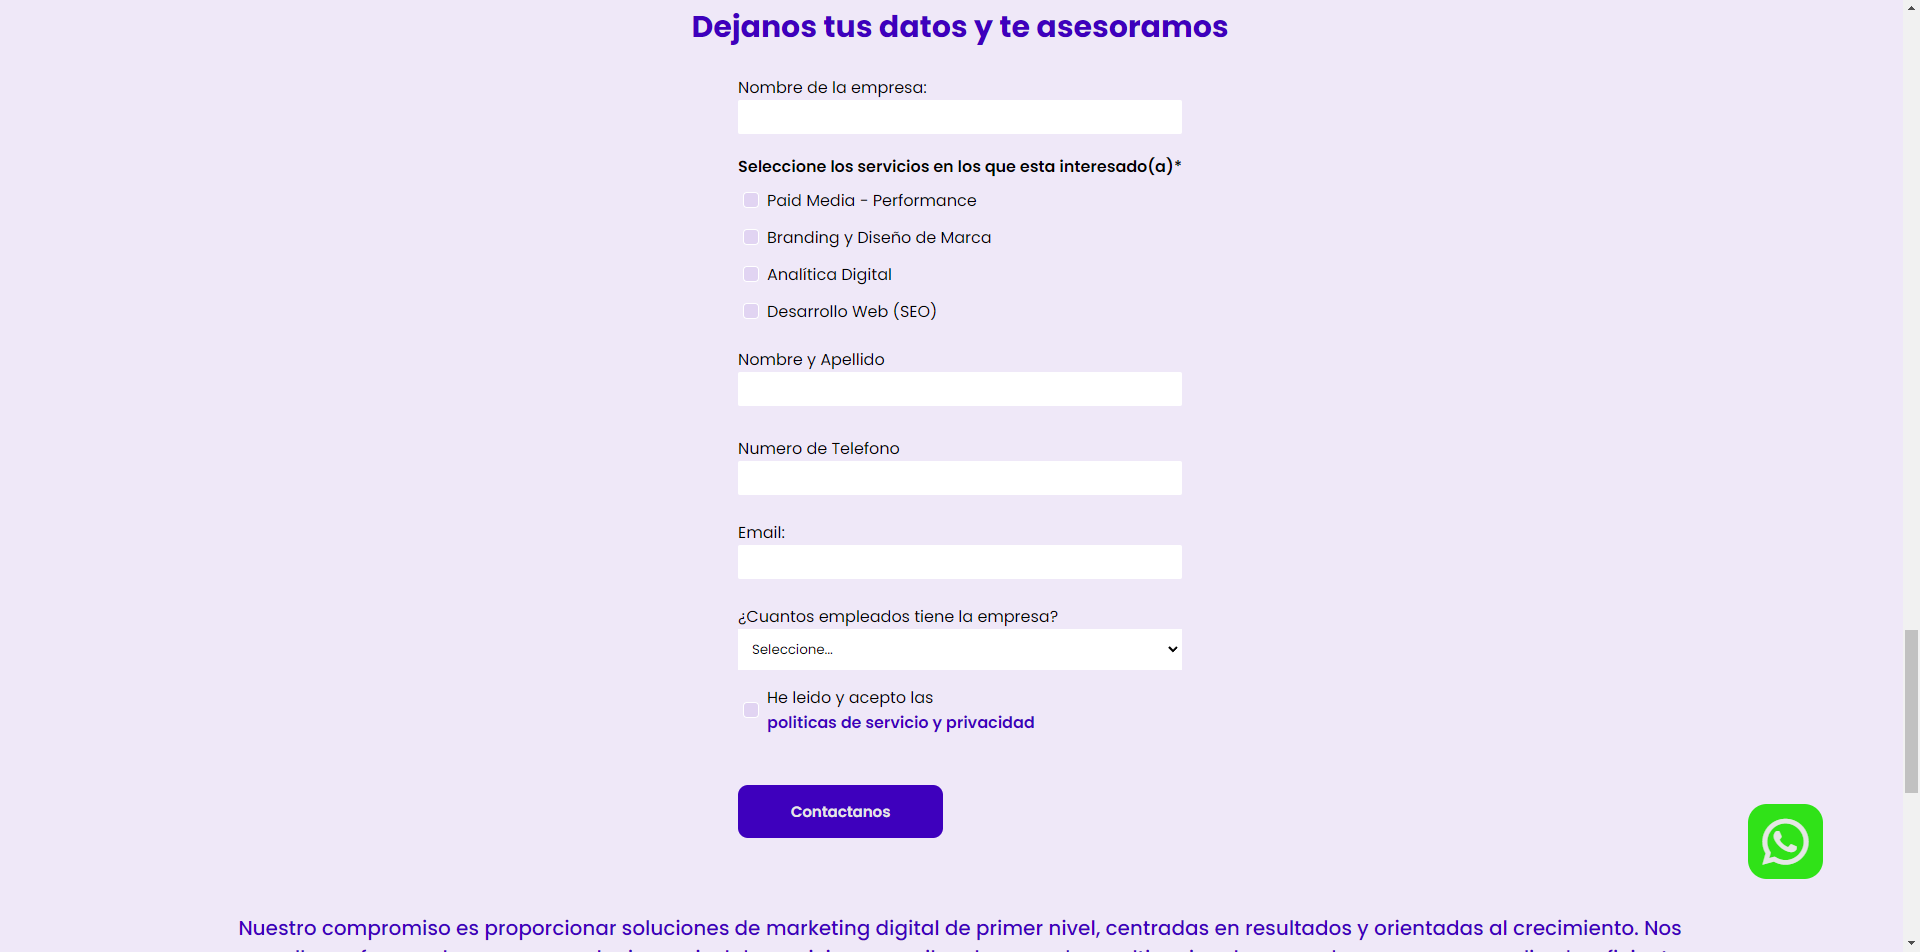 Dejanos tus datos y te asesoramos
Nombre de la empresa:
Seleccione los servicios en los que esta interesado(a)*
Paid Media - Performance
Branding y Diseño de Marca
Analítica Digital
Desarrollo Web (SEO)
Nombre y Apellido
Numero de Telefono
Email:
¿Cuantos empleados tiene la empresa?
Seleccione...
He leido y acepto las
politicas de servicio y privacidad
Contactanos
Nuestro compromiso es proporcionar soluciones de marketing digital de primer nivel, centradas en resultados y orientadas al crecimiento. Nos